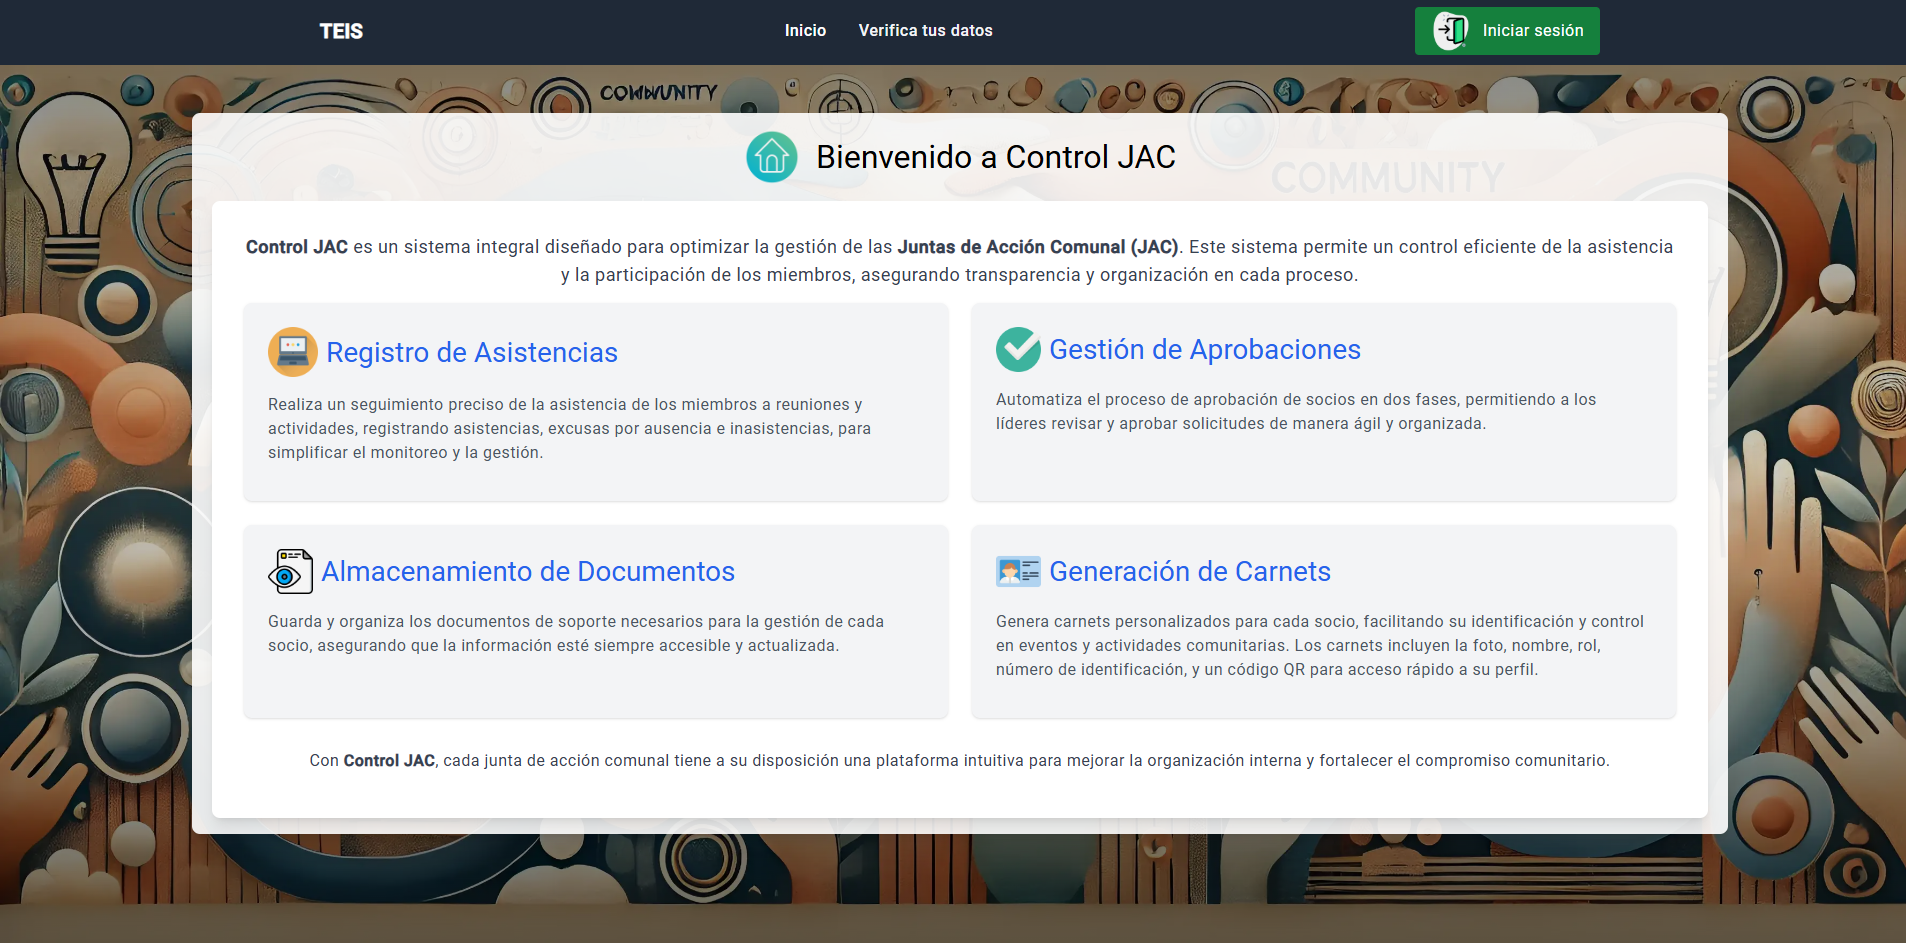 TEIS
Inicio
Verifica tus datos
Iniciar sesión
COMMUNITY
COMMUNITY
Bienvenido a Control JAC
Control JAC es un sistema integral diseñado para optimizar la gestión de las Juntas de Acción Comunal (JAC). Este sistema permite un control eficiente de la asistencia
y la participación de los miembros, asegurando transparencia y organización en cada proceso.
Registro de Asistencias
Realiza un seguimiento preciso de la asistencia de los miembros a reuniones y
actividades, registrando asistencias, excusas por ausencia e inasistencias, para
simplificar el monitoreo y la gestión.
Gestión de Aprobaciones
Automatiza el proceso de aprobación de socios en dos fases, permitiendo a los
líderes revisar y aprobar solicitudes de manera ágil y organizada.
Almacenamiento de Documentos
Guarda y organiza los documentos de soporte necesarios para la gestión de cada
socio, asegurando que la información esté siempre accesible y actualizada.
Generación de Carnets
Genera carnets personalizados para cada socio, facilitando su identificación y control
en eventos y actividades comunitarias. Los carnets incluyen la foto, nombre, rol,
número de identificación, y un código QR para acceso rápido a su perfil.
Con Control JAC, cada junta de acción comunal tiene a su disposición una plataforma intuitiva para mejorar la organización interna y fortalecer el compromiso comunitario.